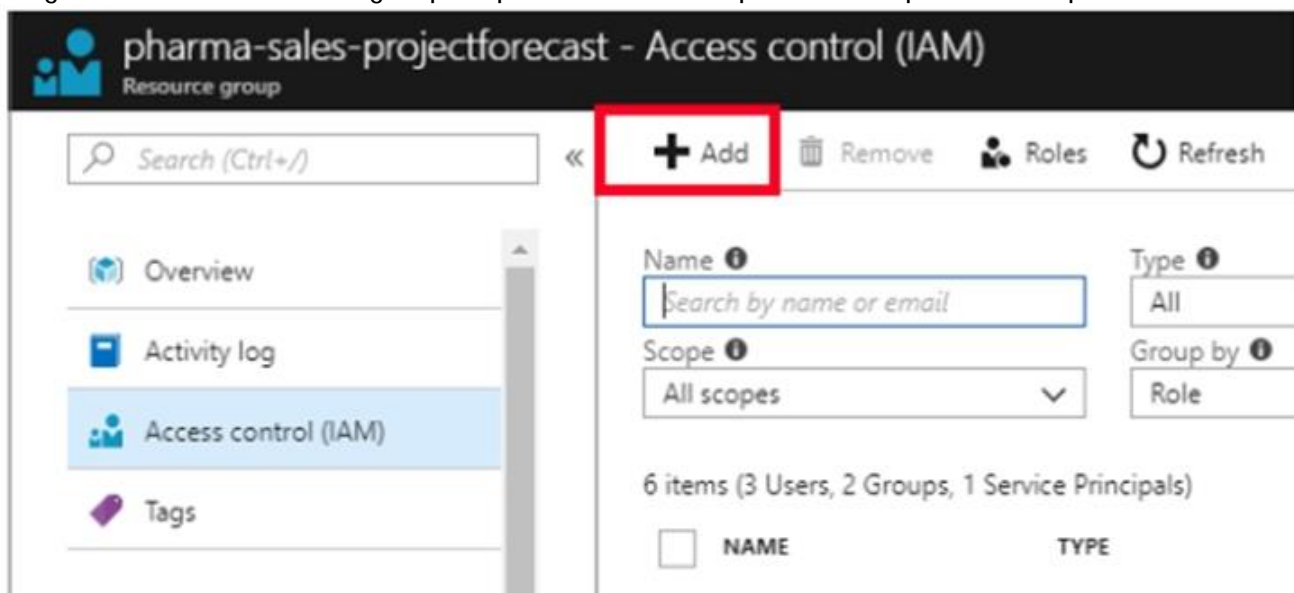 pharma-sales-projectforecast - Access control (IAM)
Resource group
Search (Ctrl+/)
«
Add
Remove
Roles
Refresh
Overview
Activity log
Access control (IAM)
Tags
Name
Type
Search by name or email
All
Scope
Group by
All scopes
Role
6 items (3 Users, 2 Groups, 1 Service Principals)
NAME
TYPE